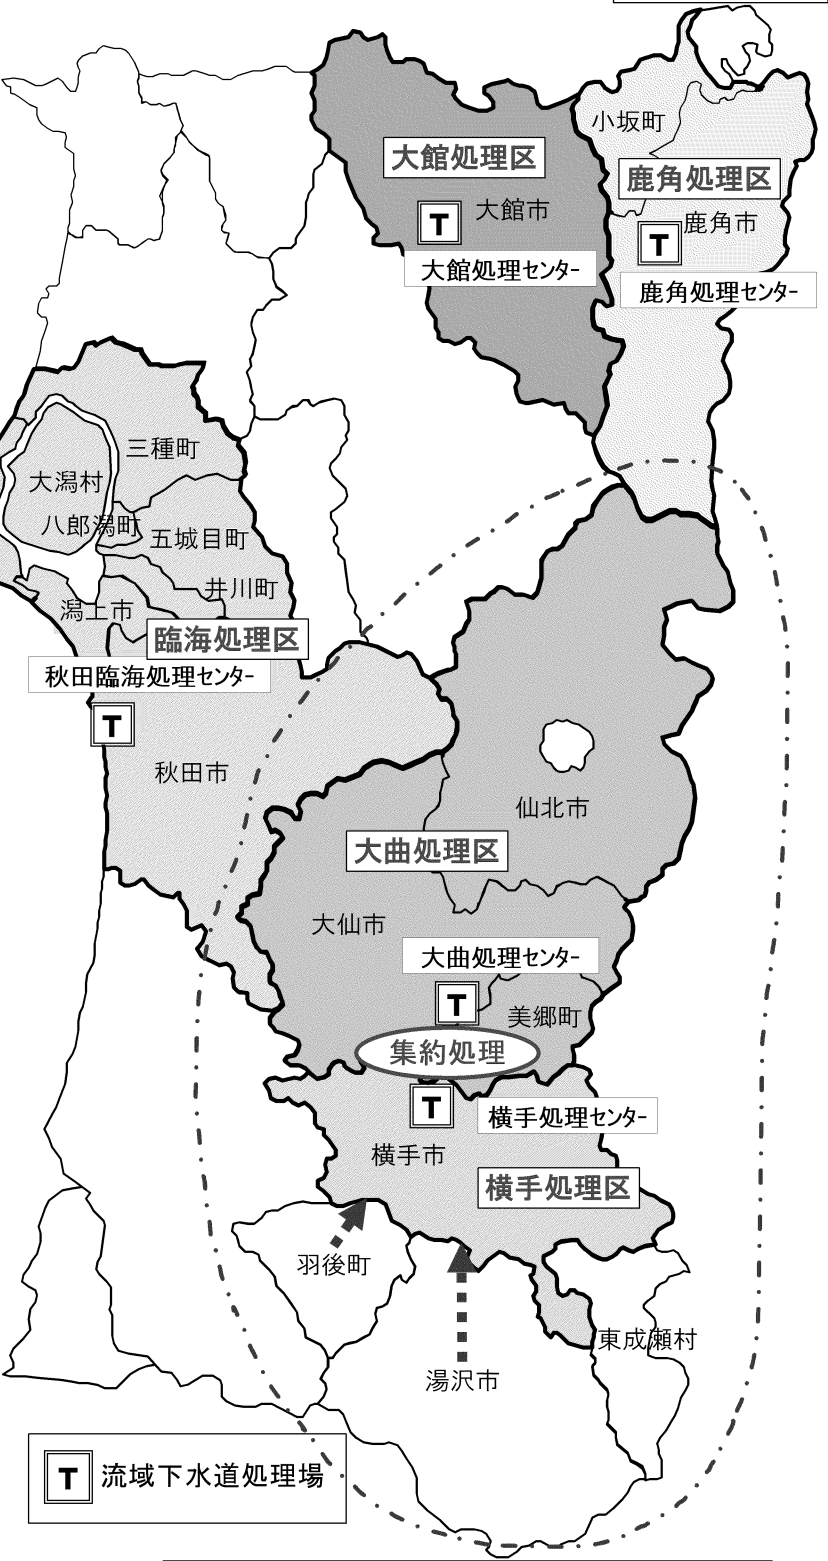 小坂町
大館処理区
鹿角処理区
T
大館市
T
鹿角市
大館処理センター
鹿角処理センター
三種町
大潟村
八郎潟町
五城目町
井川町
潟上市
臨海処理区
秋田臨海処理センター
T
秋田市
仙北市
大曲処理区
大仙市
大曲処理センター
T
美郷町
集約処理
T
横手処理センター
横手市
横手処理区
羽後町
東成瀬村
湯沢市
T
流域下水道処理場